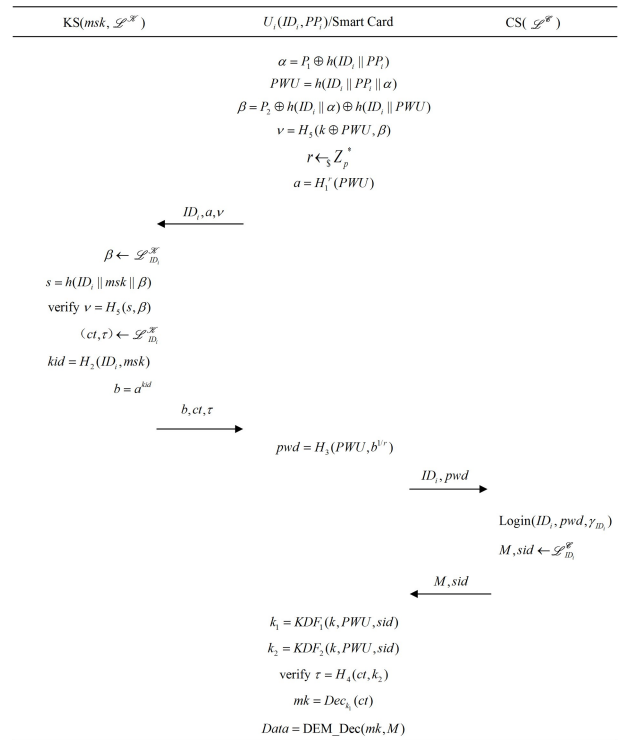 KS(msk, ℒ^𝒦) U_i(ID_i, PP_i)/Smart Card CS(ℒ^𝒞)
α = P_1 ⊕ h(ID_i || PP_i)
PWU = h(ID_i || PP_i || α)
β = P_2 ⊕ h(ID_i || α) ⊕ h(ID_i || PWU)
ν = H_5(k ⊕ PWU, β)
r ←_$ Z_p^*
a = H_1^r(PWU)
ID_i, a, ν
β ← ℒ_{ID_i}^𝒦
s = h(ID_i || msk || β)
verify ν = H_5(s, β)
(ct, τ) ← ℒ_{ID_i}^𝒦
kid = H_2(ID_i, msk)
b = a^{kid}
b, ct, τ
pwd = H_3(PWU, b^{1/r})
ID_i, pwd
Login(ID_i, pwd, γ_{ID_i})
M, sid ← ℒ_{ID_i}^𝒞
M, sid
k_1 = KDF_1(k, PWU, sid)
k_2 = KDF_2(k, PWU, sid)
verify τ = H_4(ct, k_2)
mk = Dec_{k_1}(ct)
Data = DEM_Dec(mk, M)